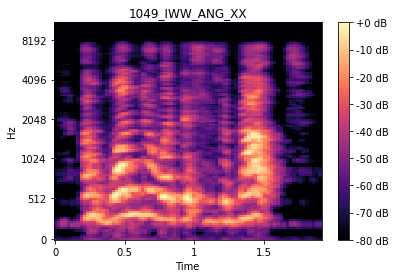 1049_IWW_ANG_XX
+0 dB
8192
-10 dB
4096
-20 dB
-30 dB
2048
-40 dB
Hz
1024
-50 dB
512
-60 dB
-70 dB
0
-80 dB
0 0.5 1 1.5
Time